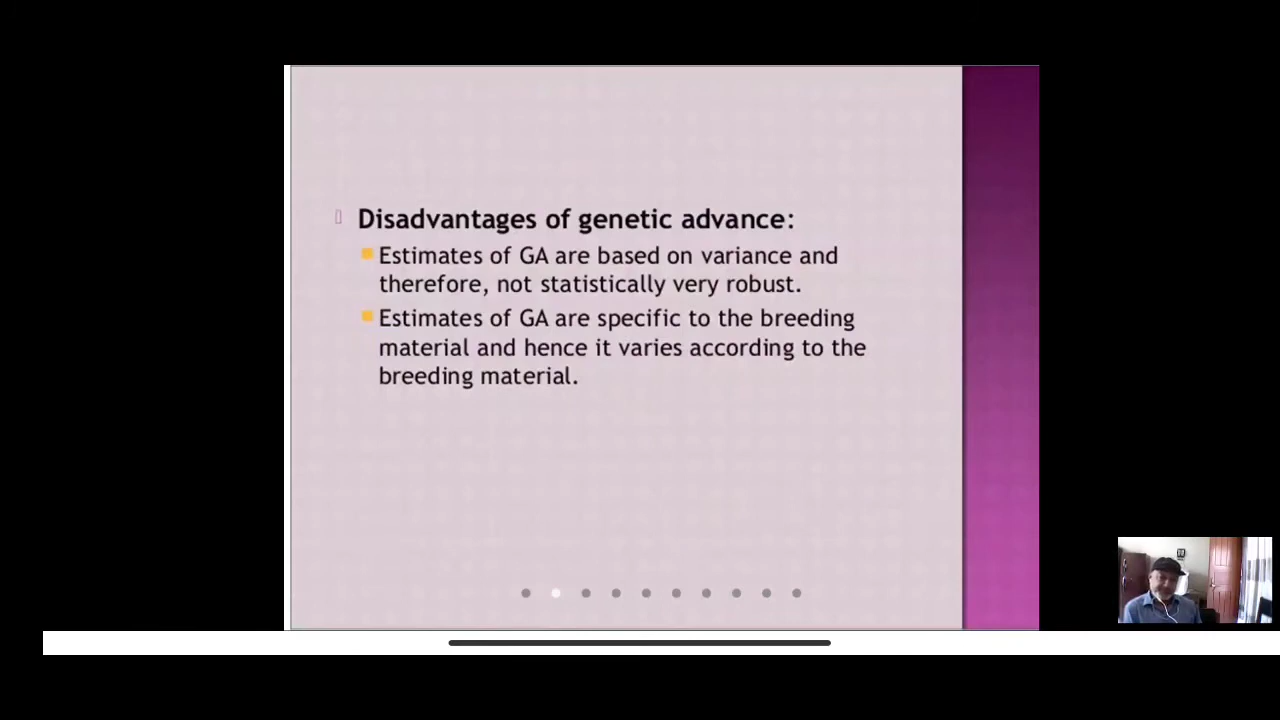 Disadvantages of genetic advance:
Estimates of GA are based on variance and
therefore, not statistically very robust.
Estimates of GA are specific to the breeding
material and hence it varies according to the
breeding material.